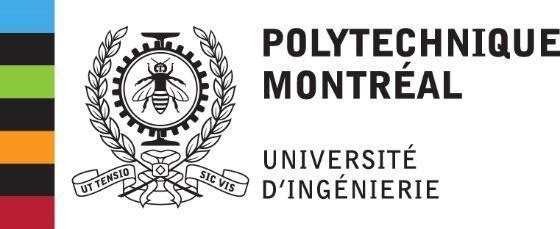 POLYTECHNIQUE
MONTRÉAL
UT TENSIO SIC VIS
UNIVERSITÉ
D'INGÉNIERIE